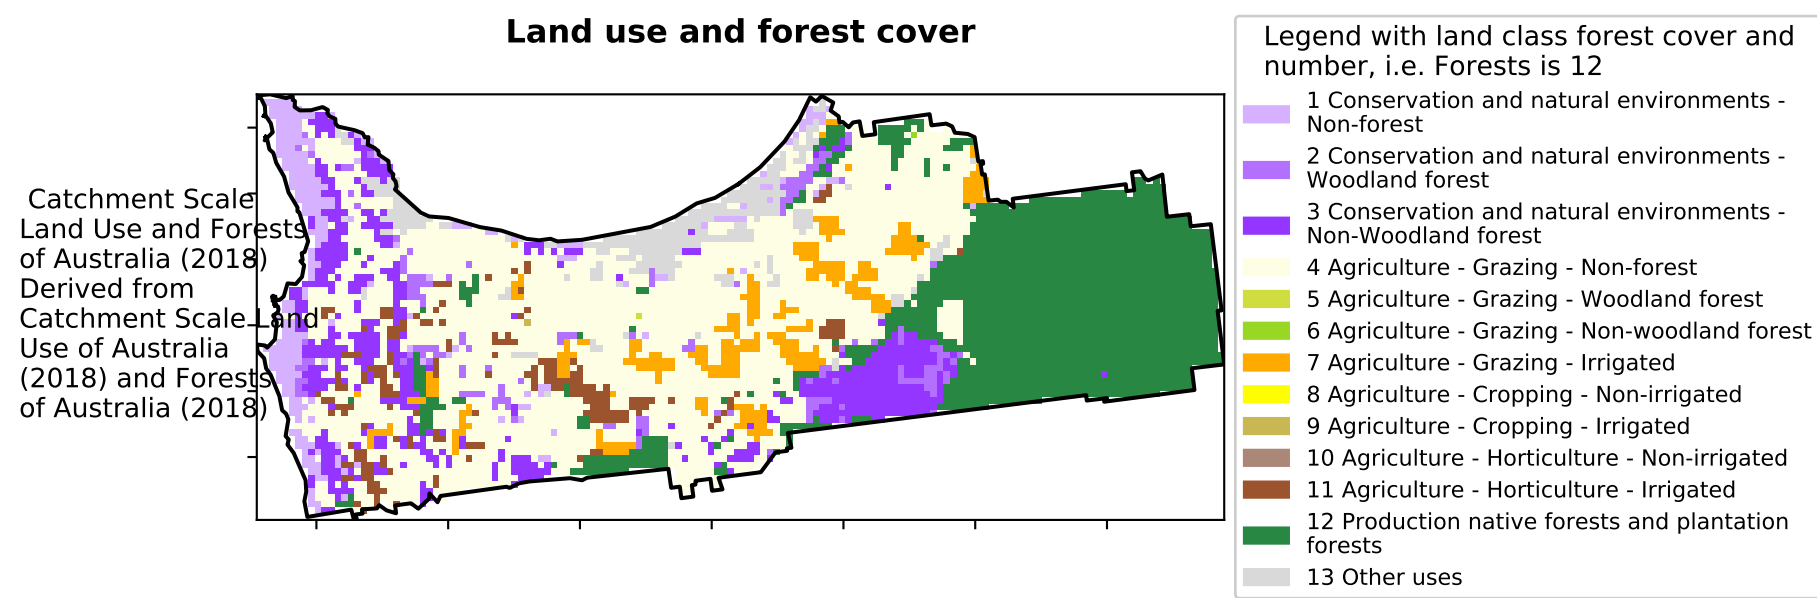 Land use and forest cover
Catchment Scale
Land Use and Forests
of Australia (2018)
Derived from
Catchment Scale Land
Use of Australia
(2018) and Forests
of Australia (2018)
Legend with land class forest cover and
number, i.e. Forests is 12
1 Conservation and natural environments -
Non-forest
2 Conservation and natural environments -
Woodland forest
3 Conservation and natural environments -
Non-Woodland forest
4 Agriculture - Grazing - Non-forest
5 Agriculture - Grazing - Woodland forest
6 Agriculture - Grazing - Non-woodland forest
7 Agriculture - Grazing - Irrigated
8 Agriculture - Cropping - Non-irrigated
9 Agriculture - Cropping - Irrigated
10 Agriculture - Horticulture - Non-irrigated
11 Agriculture - Horticulture - Irrigated
12 Production native forests and plantation
forests
13 Other uses